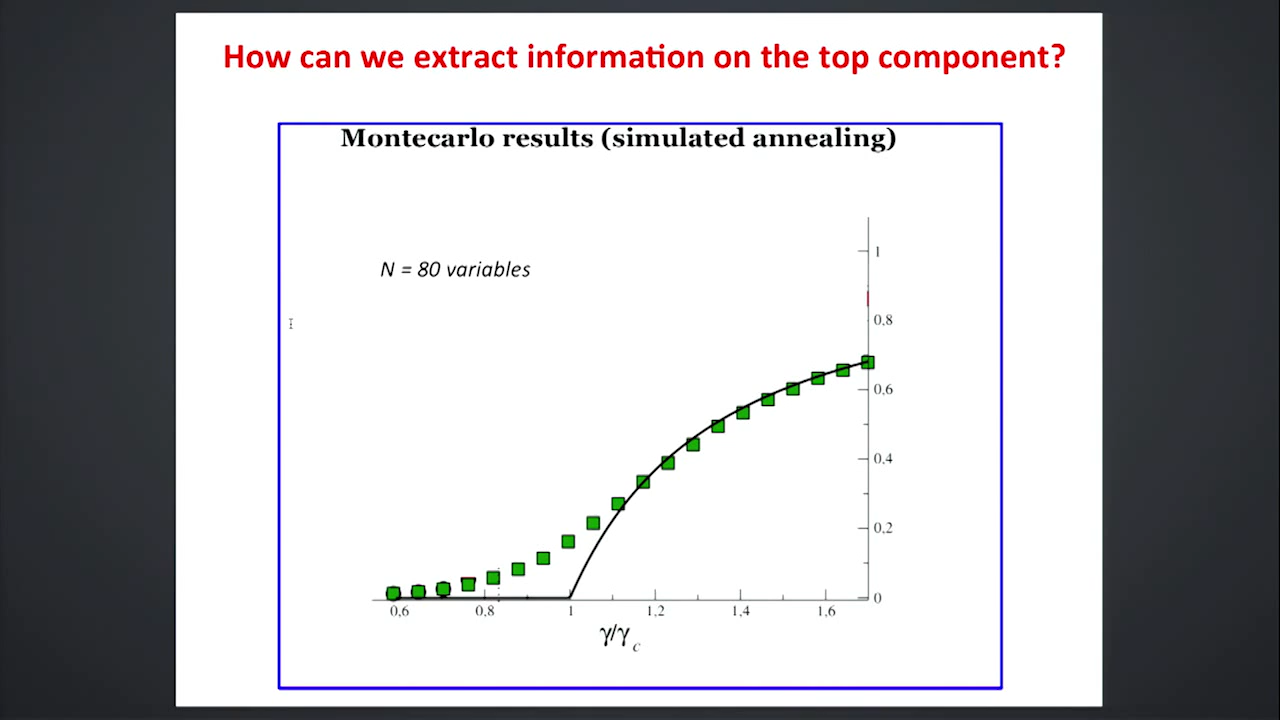 How can we extract information on the top component?
Montecarlo results (simulated annealing)
N = 80 variables
1
0,8
0,6
0,4
0,2
0
0,6 0,8 1 1,2 1,4 1,6
γ/γc